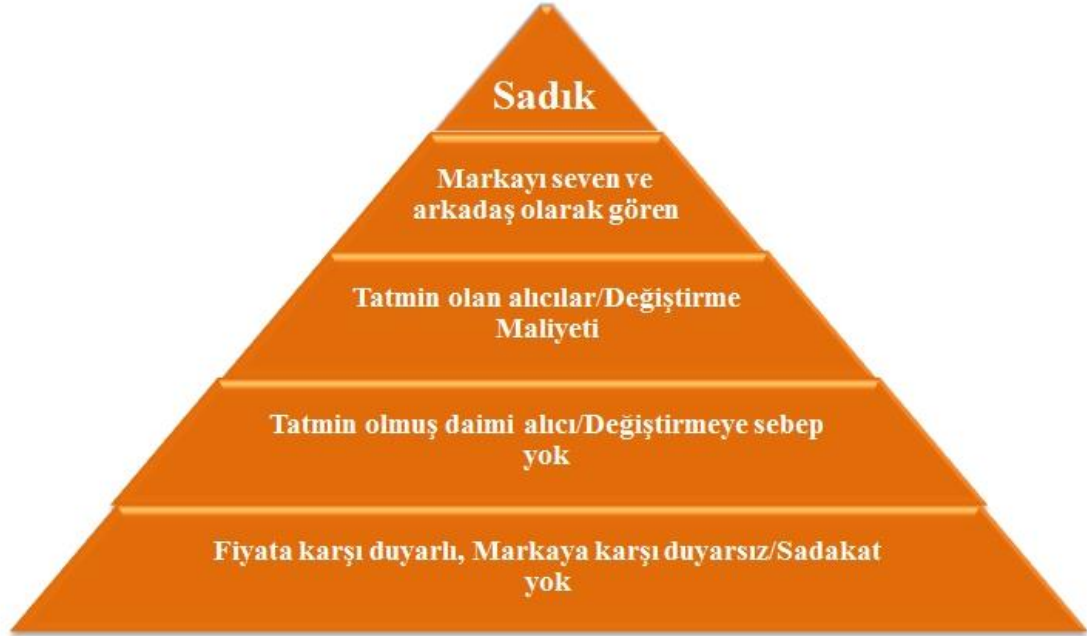 Sadık
Markayı seven ve
arkadaş olarak gören
Tatmin olan alıcılar/Değiştirme
Maliyeti
Tatmin olmuş daimi alıcı/Değiştirmeye sebep
yok
Fiyata karşı duyarlı, Markaya karşı duyarsız/Sadakat
yok